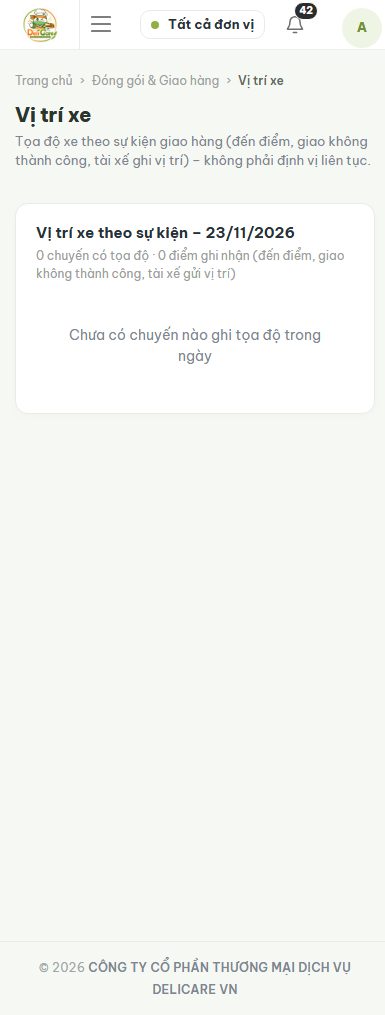 Tất cả đơn vị
42
A
Trang chủ > Đóng gói & Giao hàng > Vị trí xe
Vị trí xe
Tọa độ xe theo sự kiện giao hàng (đến điểm, giao không
thành công, tài xế ghi vị trí) – không phải định vị liên tục.
Vị trí xe theo sự kiện – 23/11/2026
0 chuyến có tọa độ · 0 điểm ghi nhận (đến điểm, giao
không thành công, tài xế gửi vị trí)
Chưa có chuyến nào ghi tọa độ trong
ngày
© 2026 CÔNG TY CỔ PHẦN THƯƠNG MẠI DỊCH VỤ
DELICARE VN